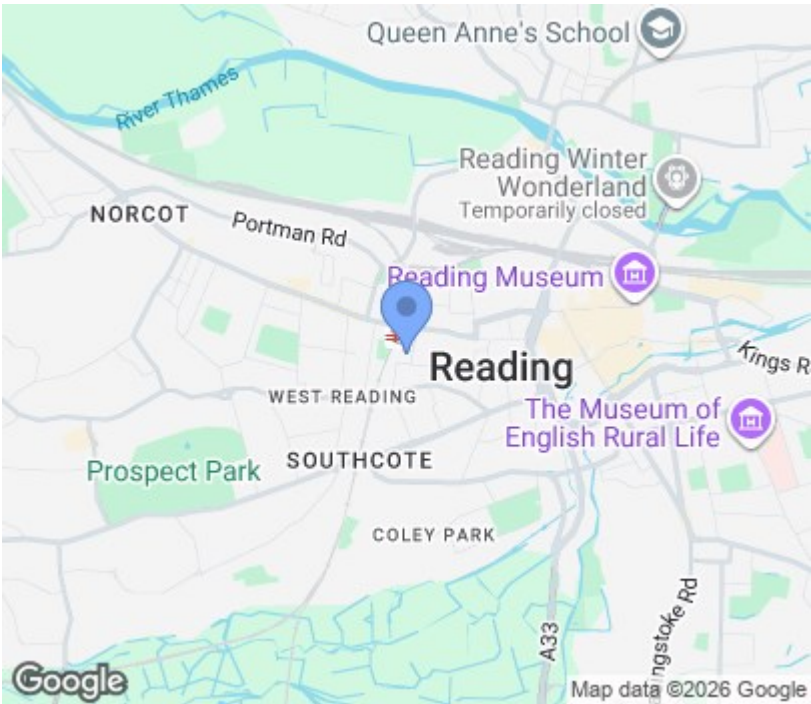 Queen Anne's School
River Thames
Reading Winter
Wonderland
Temporarily closed
NORCOT
Portman Rd
Reading Museum
Reading
Kings R
WEST READING
The Museum of
English Rural Life
SOUTHCOTE
Prospect Park
COLEY PARK
A33
ingstoke Rd
Google
Map data ©2026 Google